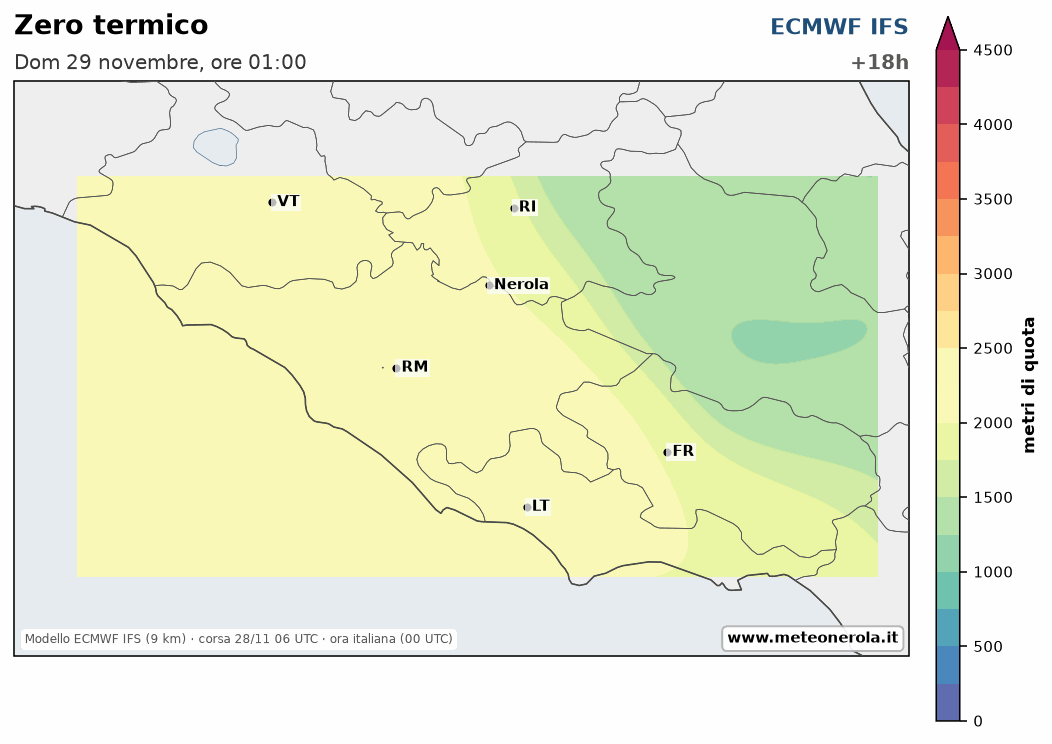 Zero termico
ECMWF IFS
Dom 29 novembre, ore 01:00
+18h
4500
4000
3500
3000
2500
2000
1500
1000
500
0
metri di quota
VT
RI
Nerola
RM
FR
LT
Modello ECMWF IFS (9 km) · corsa 28/11 06 UTC · ora italiana (00 UTC)
www.meteonerola.it